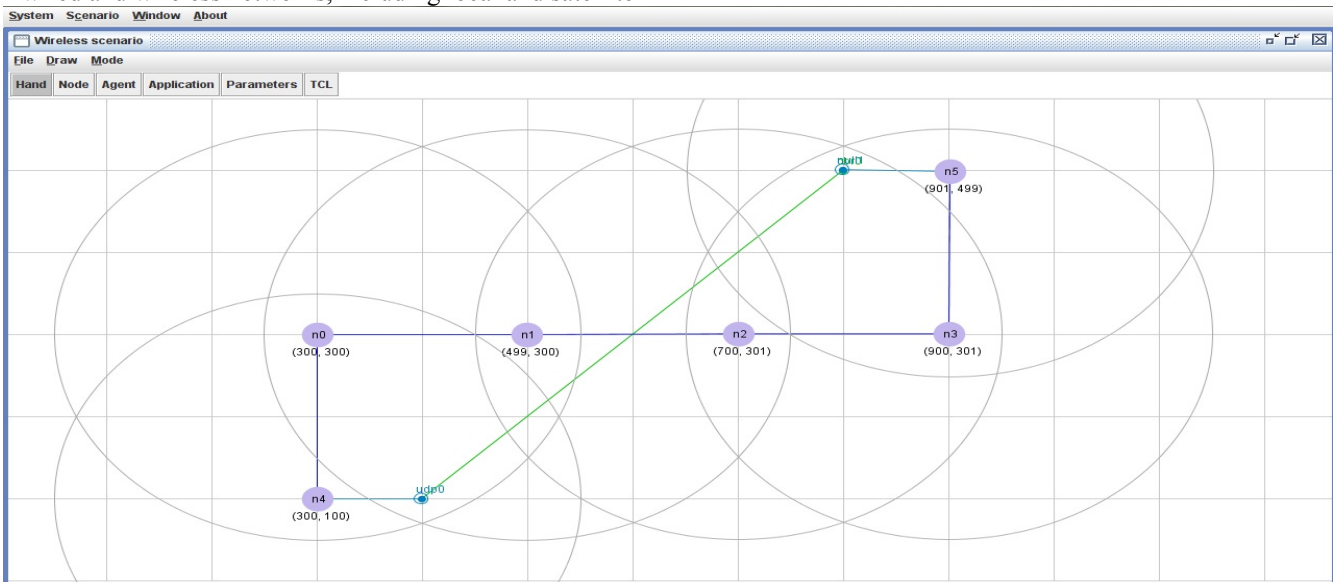 System Scenario Window About
Wireless scenario
File Draw Mode
Hand Node Agent Application Parameters TCL
n5
(901, 499)
n0
(300, 300)
n1
(499, 300)
n2
(700, 301)
n3
(900, 301)
udp0
n4
(300, 100)